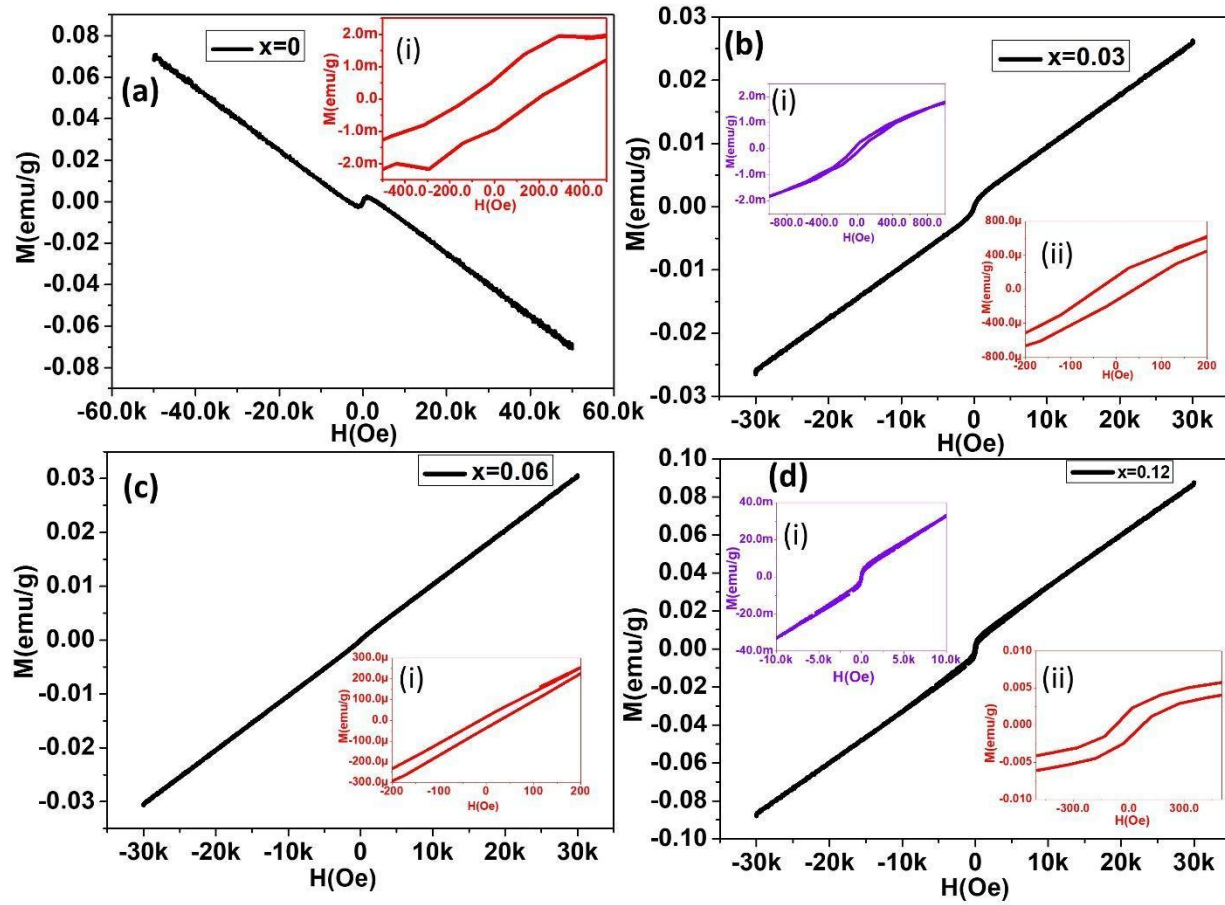 (a)
x=0
M(emu/g)
0.08
0.06
0.04
0.02
0.00
-0.02
-0.04
-0.06
-0.08
-60.0k -40.0k -20.0k 0.0 20.0k 40.0k 60.0k
H(Oe)
(i)
M(emu/g)
2.0m
1.0m
0.0
-1.0m
-2.0m
-400.0 -200.0 0.0 200.0 400.0
H(Oe)
(b)
x=0.03
M(emu/g)
0.03
0.02
0.01
0.00
-0.01
-0.02
-0.03
-30k -20k -10k 0 10k 20k 30k
H(Oe)
(i)
M(emu/g)
2.0m
1.0m
0.0
-1.0m
-2.0m
-800.0 -400.0 0.0 400.0 800.0
H(Oe)
(ii)
M(emu/g)
800.0µ
400.0µ
0.0
-400.0µ
-800.0µ
-200 -100 0 100 200
H(Oe)
(c)
x=0.06
M(emu/g)
0.03
0.02
0.01
0.00
-0.01
-0.02
-0.03
-30k -20k -10k 0 10k 20k 30k
H(Oe)
(i)
M(emu/g)
300.0µ
200.0µ
100.0µ
0.0
-100.0µ
-200.0µ
-300.0µ
-200 -100 0 100 200
H(Oe)
(d)
x=0.12
M(emu/g)
0.10
0.08
0.06
0.04
0.02
0.00
-0.02
-0.04
-0.06
-0.08
-0.10
-30k -20k -10k 0 10k 20k 30k
H(Oe)
(i)
M(emu/g)
40.0m
20.0m
0.0
-20.0m
-40.0m
-10.0k -5.0k 0.0 5.0k 10.0k
H(Oe)
(ii)
M(emu/g)
0.010
0.005
0.000
-0.005
-0.010
-300.0 0.0 300.0
H(Oe)